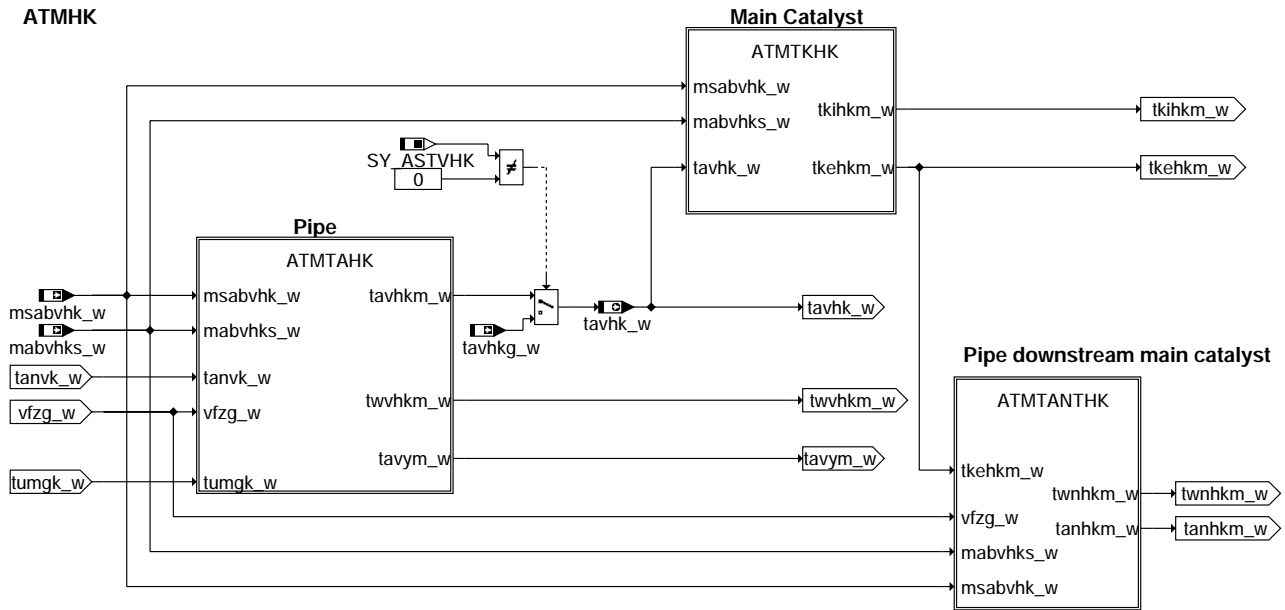 ATMHK
Main Catalyst
ATMTKHK
msabvhk_w
mabvhks_w
tavhk_w
tkihkm_w
tkehkm_w
tkihkm_w
tkehkm_w
SY_ASTVHK
0
≠
Pipe
ATMTAHK
msabvhk_w
mabvhks_w
tanvk_w
vfzg_w
tumgk_w
msabvhk_w
mabvhks_w
tanvk_w
vfzg_w
tumgk_w
tavhkm_w
twvhkm_w
tavym_w
tavhkg_w
tavhk_w
tavhk_w
twvhkm_w
tavym_w
Pipe downstream main catalyst
ATMTANTHK
tkehkm_w
vfzg_w
mabvhks_w
msabvhk_w
twnhkm_w
tanhkm_w
twnhkm_w
tanhkm_w